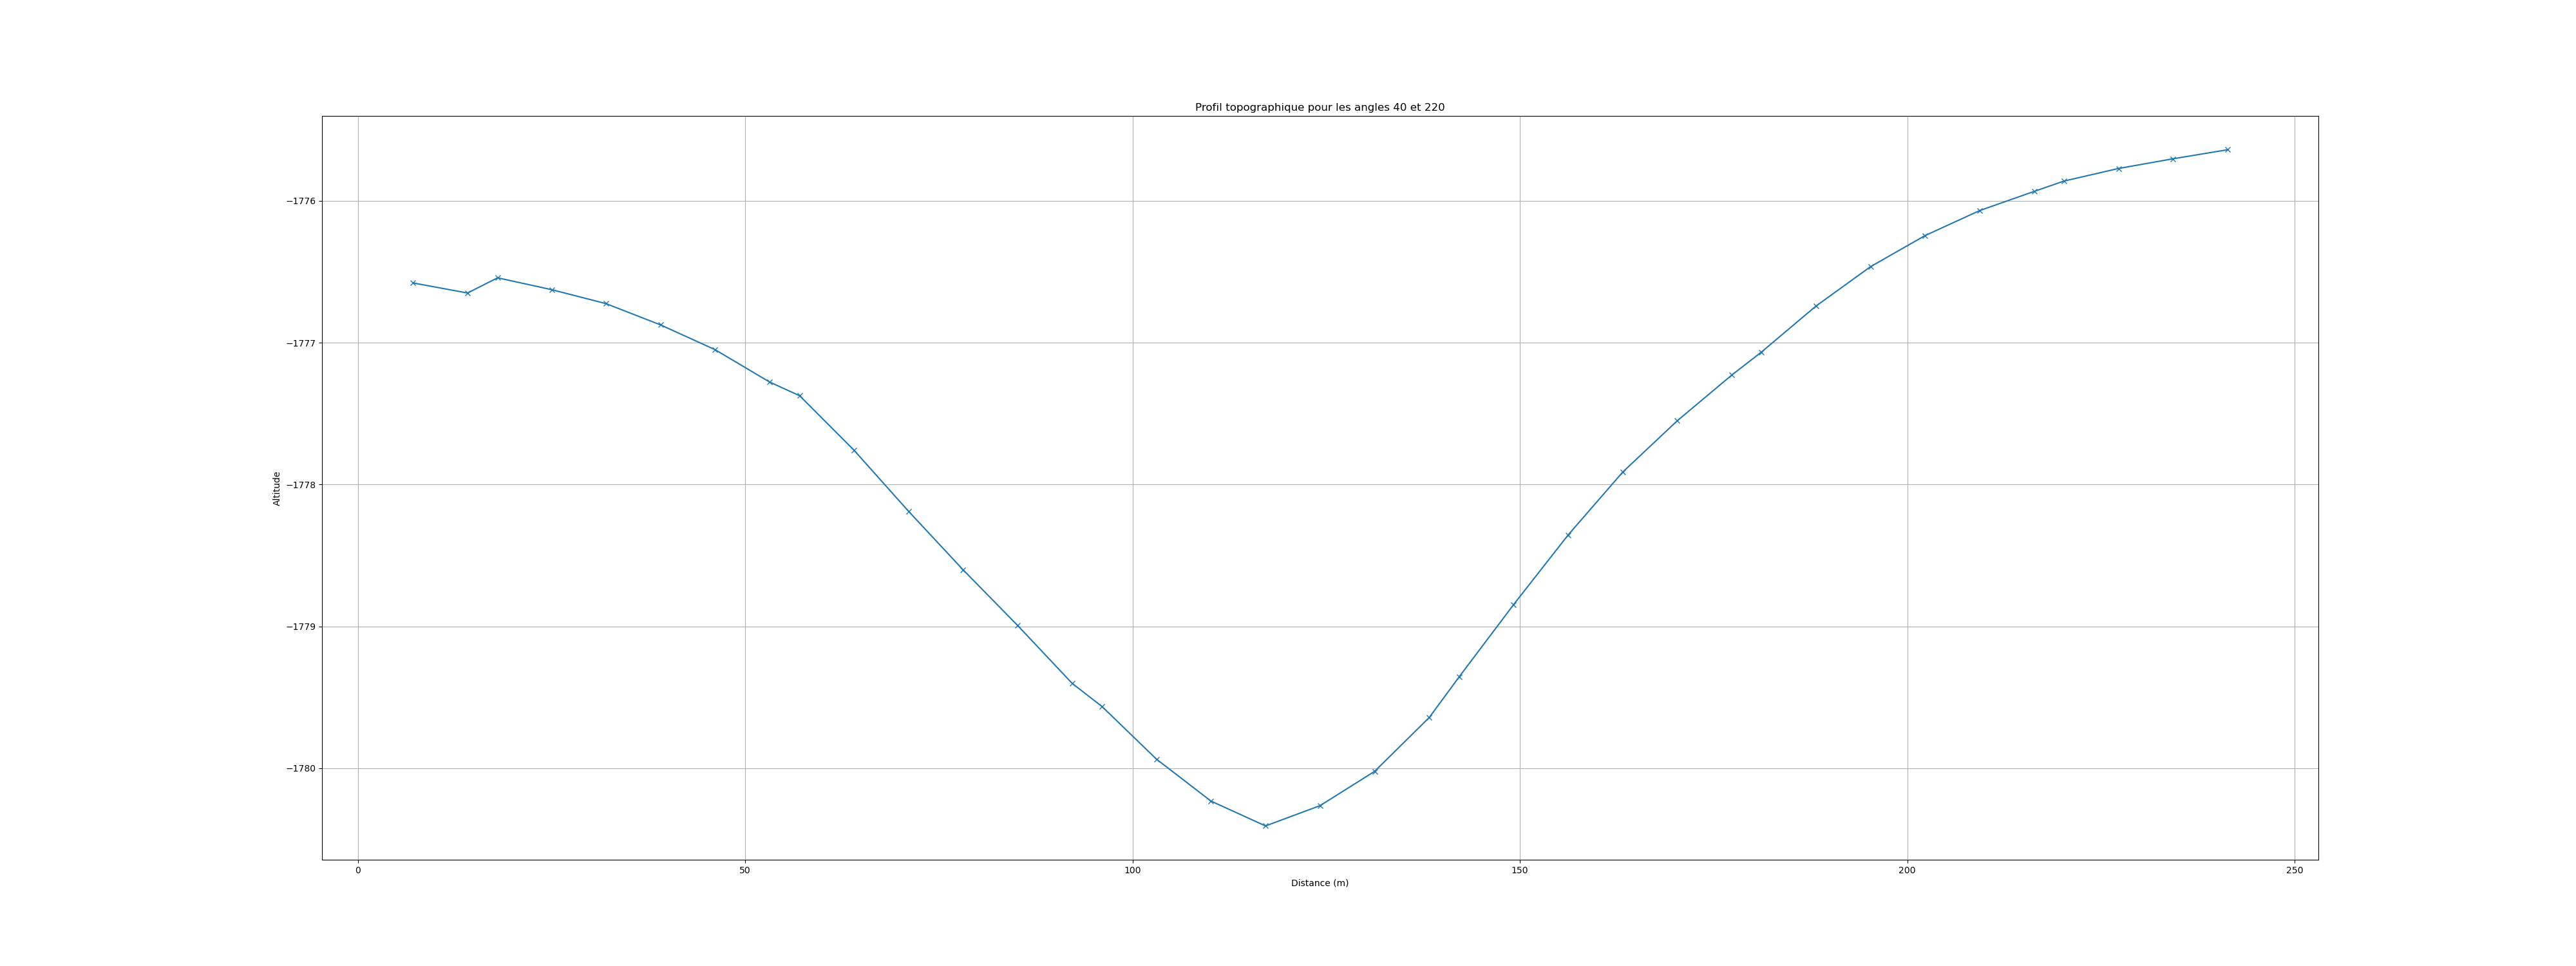 Profil topographique pour les angles 40 et 220
Altitude
−1776
−1777
−1778
−1779
−1780
0 50 100 150 200 250
Distance (m)